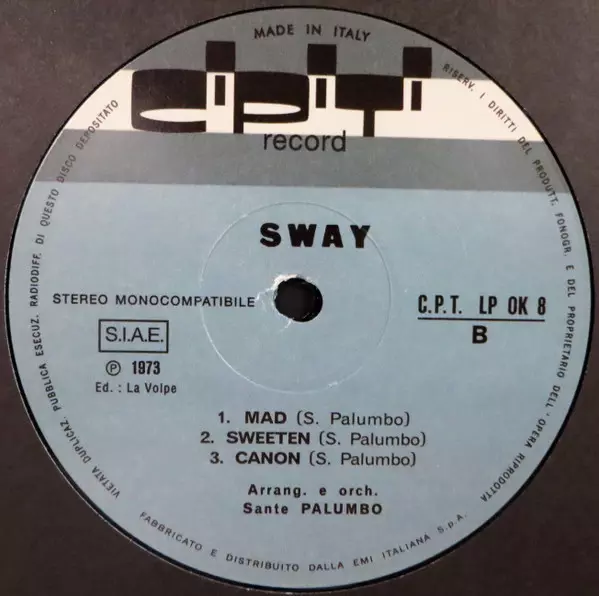 MADE IN ITALY
c.p.t.
record
SWAY
STEREO MONOCOMPATIBILE
C.P.T. LP OK 8
S.I.A.E.
B
℗ 1973
Ed. : La Volpe
1. MAD (S. Palumbo)
2. SWEETEN (S. Palumbo)
3. CANON (S. Palumbo)
Arrang. e orch.
Sante PALUMBO
VIETATA DUPLICAZ. PUBBLICA ESECUZ. RADIODIFF. DI QUESTO DISCO DEPOSITATO
RISERV. I DIRITTI DEL PRODUTT. FONOGR. E DEL PROPRIETARIO DELL'OPERA RIPRODOTTA
FABBRICATO E DISTRIBUITO DALLA EMI ITALIANA S.p.A.